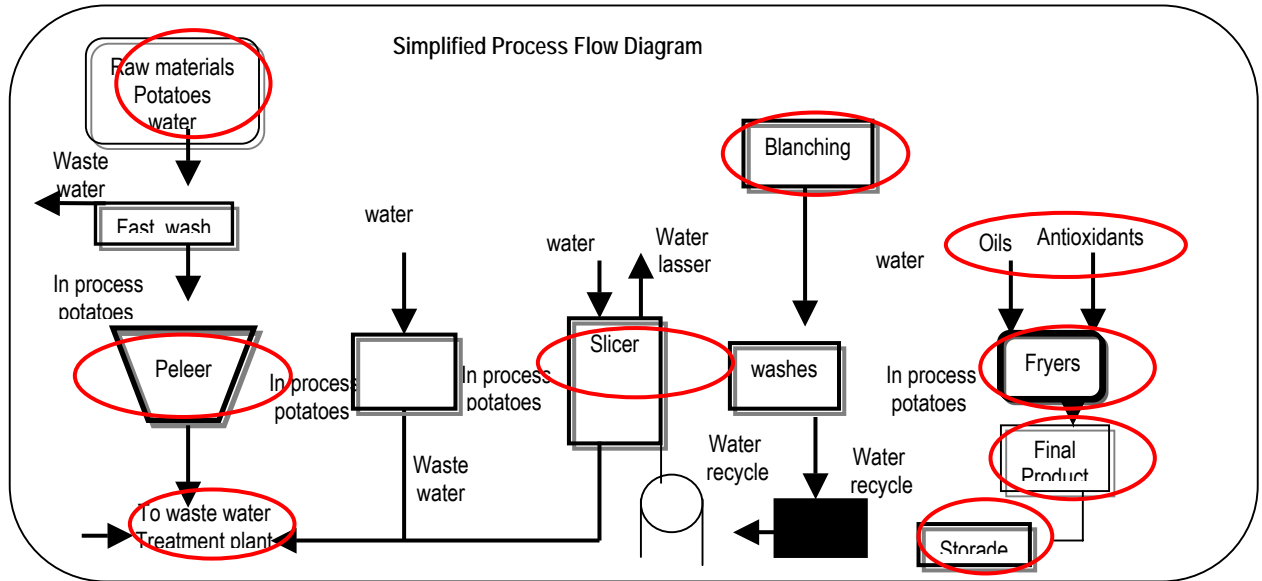 Simplified Process Flow Diagram
Raw materials
Potatoes
water
Waste
water
Fast wash
In process
potatoes
Peleer
To waste water
Treatment plant
water
In process
potatoes
Waste
water
In process
potatoes
water
Water
lasser
Slicer
Blanching
washes
Water
recycle
Water
recycle
water
Oils
Antioxidants
Fryers
In process
potatoes
Final
Product
Storade